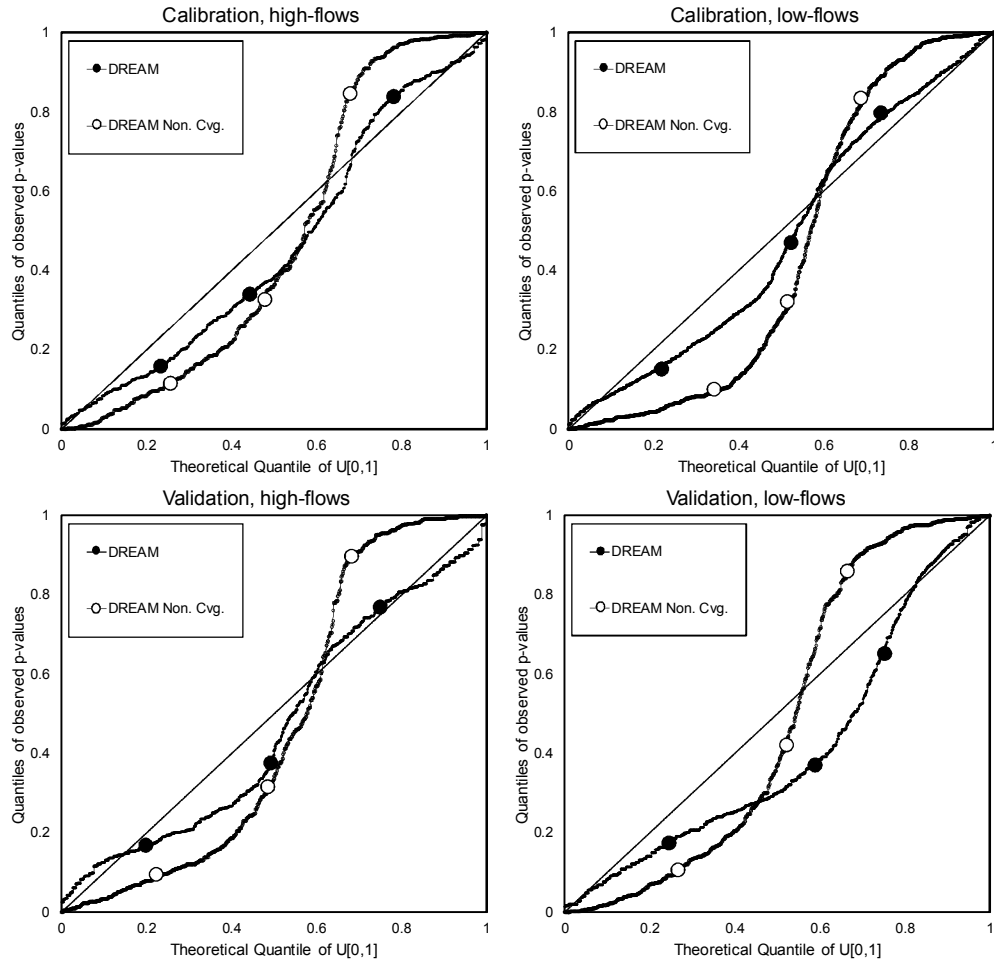 Calibration, high-flows
1
0.8
0.6
0.4
0.2
0
Quantiles of observed p-values
DREAM
DREAM Non. Cvg.
0 0.2 0.4 0.6 0.8 1
Theoretical Quantile of U[0,1]
Calibration, low-flows
1
0.8
0.6
0.4
0.2
0
Quantiles of observed p-values
DREAM
DREAM Non. Cvg.
0 0.2 0.4 0.6 0.8 1
Theoretical Quantile of U[0,1]
Validation, high-flows
1
0.8
0.6
0.4
0.2
0
Quantiles of observed p-values
DREAM
DREAM Non. Cvg.
0 0.2 0.4 0.6 0.8 1
Theoretical Quantile of U[0,1]
Validation, low-flows
1
0.8
0.6
0.4
0.2
0
Quantiles of observed p-values
DREAM
DREAM Non. Cvg.
0 0.2 0.4 0.6 0.8 1
Theoretical Quantile of U[0,1]